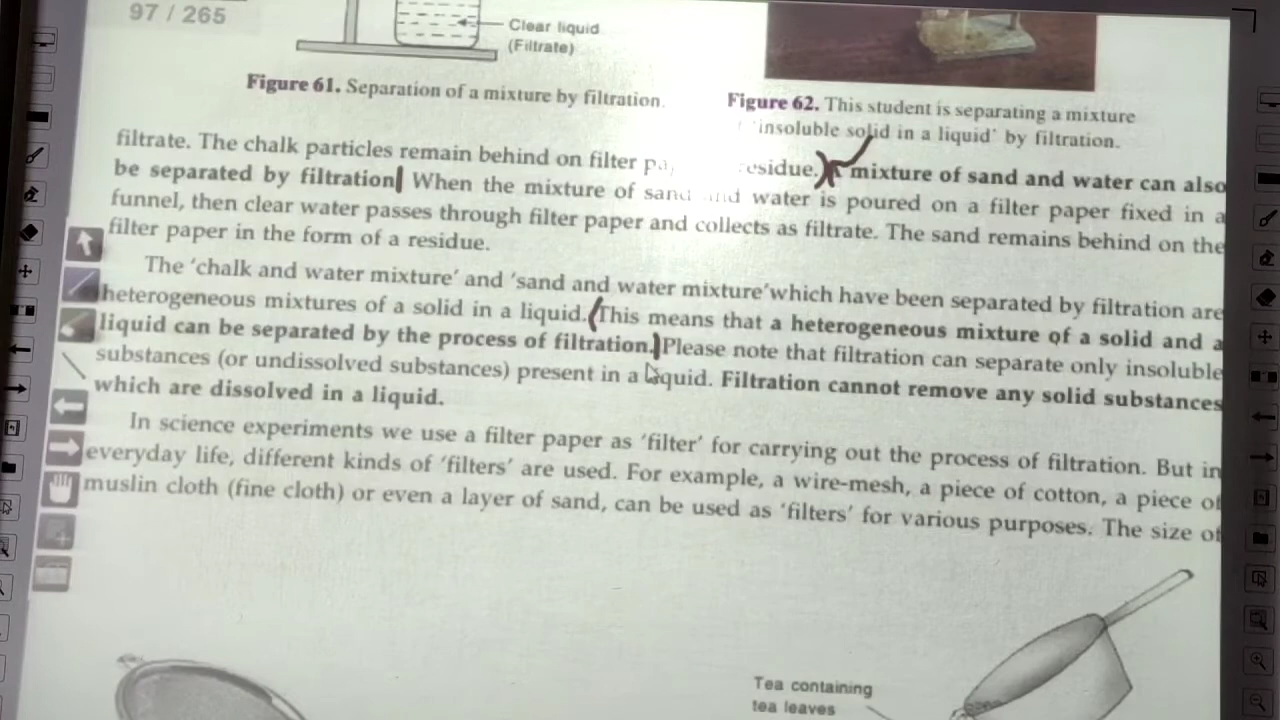 97 / 265
Clear liquid
(Filtrate)
Figure 61. Separation of a mixture by filtration.
Figure 62. This student is separating a mixture
'insoluble solid in a liquid' by filtration.
filtrate. The chalk particles remain behind on filter residue. mixture of sand and water can also
be separated by filtration. When the mixture of sand and water is poured on a filter paper fixed in a
funnel, then clear water passes through filter paper and collects as filtrate. The sand remains behind on the
filter paper in the form of a residue.
The 'chalk and water mixture' and 'sand and water mixture' which have been separated by filtration are
heterogeneous mixtures of a solid in a liquid. This means that a heterogeneous mixture of a solid and a
liquid can be separated by the process of filtration. Please note that filtration can separate only insoluble
substances (or undissolved substances) present in a liquid. Filtration cannot remove any solid substances
which are dissolved in a liquid.
In science experiments we use a filter paper as 'filter' for carrying out the process of filtration. But in
everyday life, different kinds of 'filters' are used. For example, a wire-mesh, a piece of cotton, a piece of
muslin cloth (fine cloth) or even a layer of sand, can be used as 'filters' for various purposes. The size of
Tea containing
tea leaves